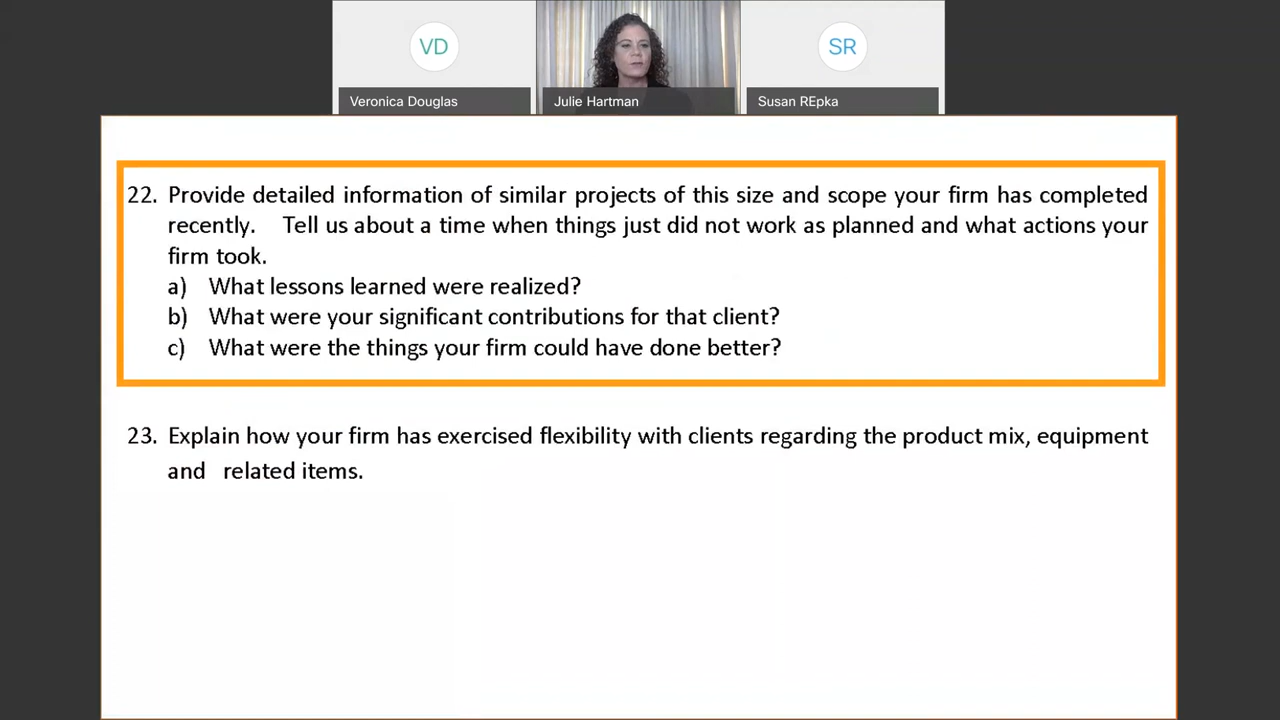 VD
SR
Veronica Douglas
Julie Hartman
Susan REpka
22. Provide detailed information of similar projects of this size and scope your firm has completed
recently. Tell us about a time when things just did not work as planned and what actions your
firm took.
a) What lessons learned were realized?
b) What were your significant contributions for that client?
c) What were the things your firm could have done better?
23. Explain how your firm has exercised flexibility with clients regarding the product mix, equipment
and related items.